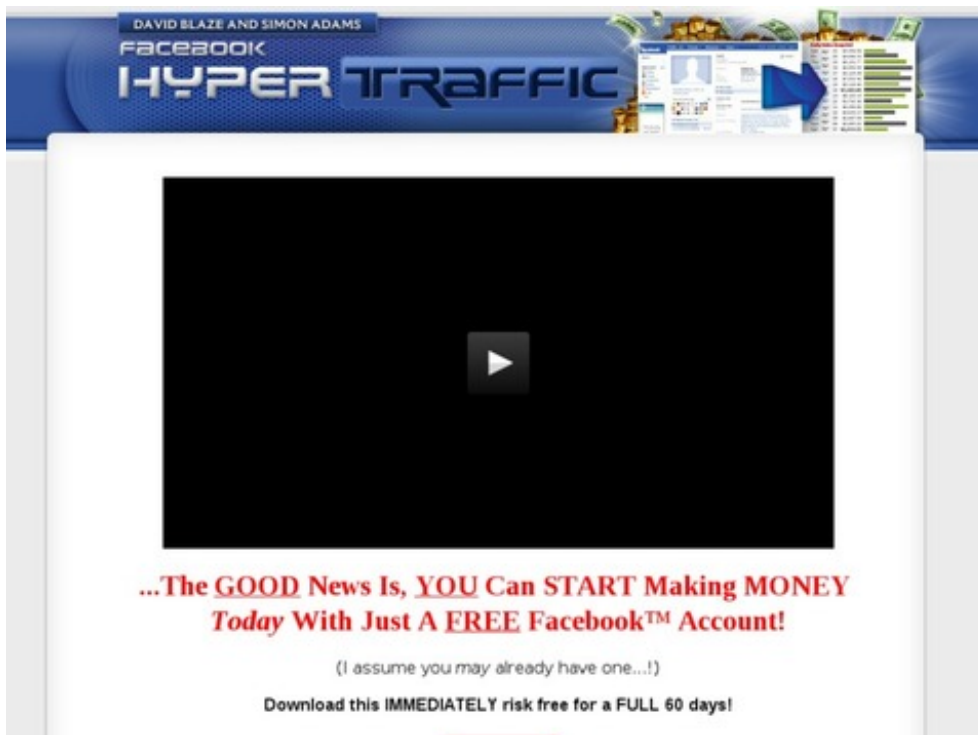 DAVID BLAZE AND SIMON ADAMS
FACEBOOK
HYPER TRAFFIC
...The GOOD News Is, YOU Can START Making MONEY
Today With Just A FREE Facebook™ Account!
(I assume you may already have one...!)
Download this IMMEDIATELY risk free for a FULL 60 days!